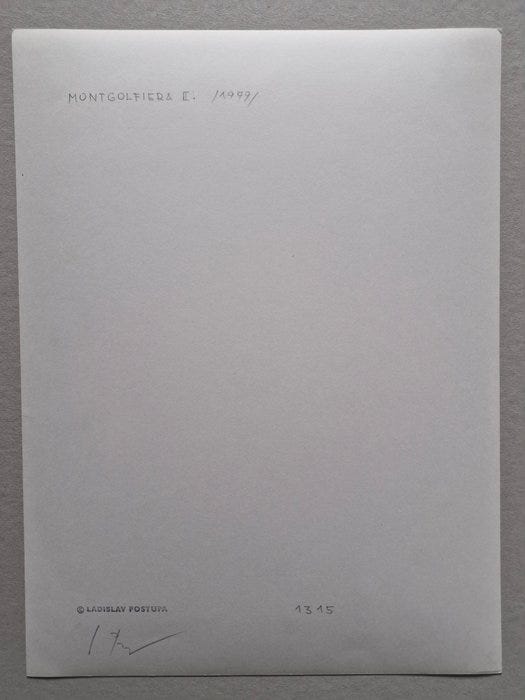 MONTGOLFIERA II. /1999/
© LADISLAV POSTUPA
1315